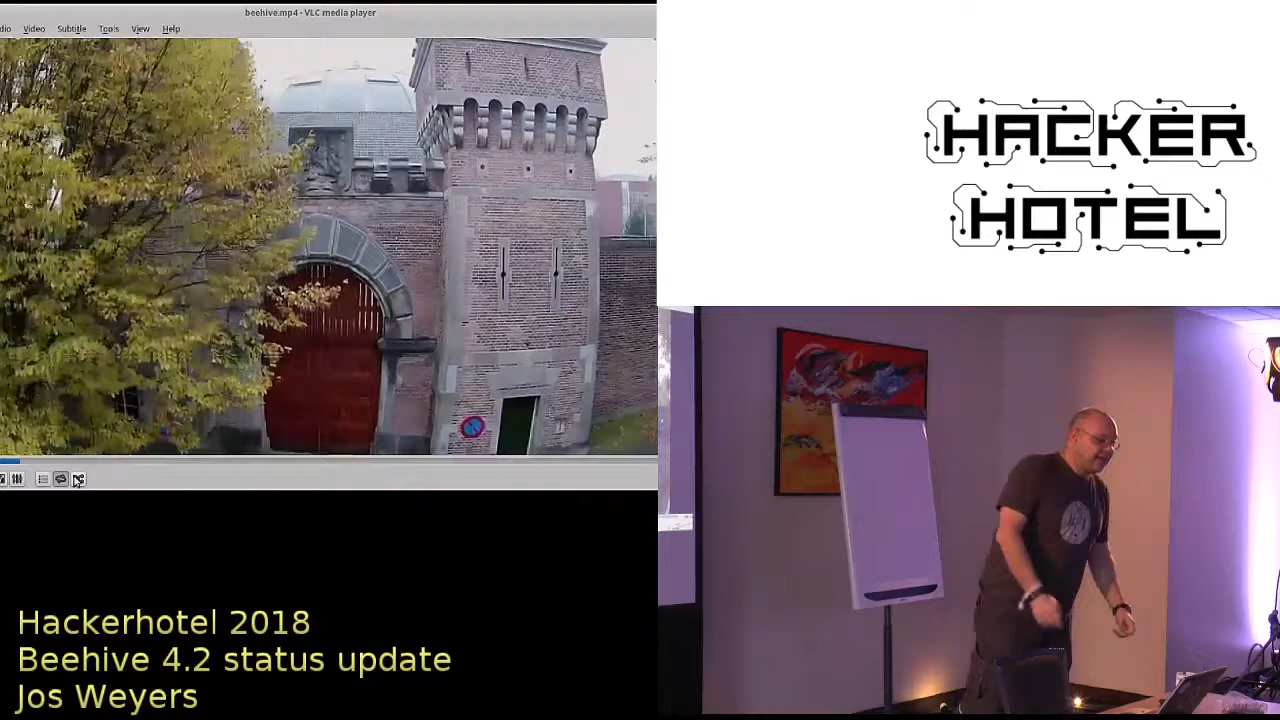 beehive.mp4 - VLC media player
dio Video Subtitle Tools View Help
HACKER
HOTEL
Hackerhotel 2018
Beehive 4.2 status update
Jos Weyers